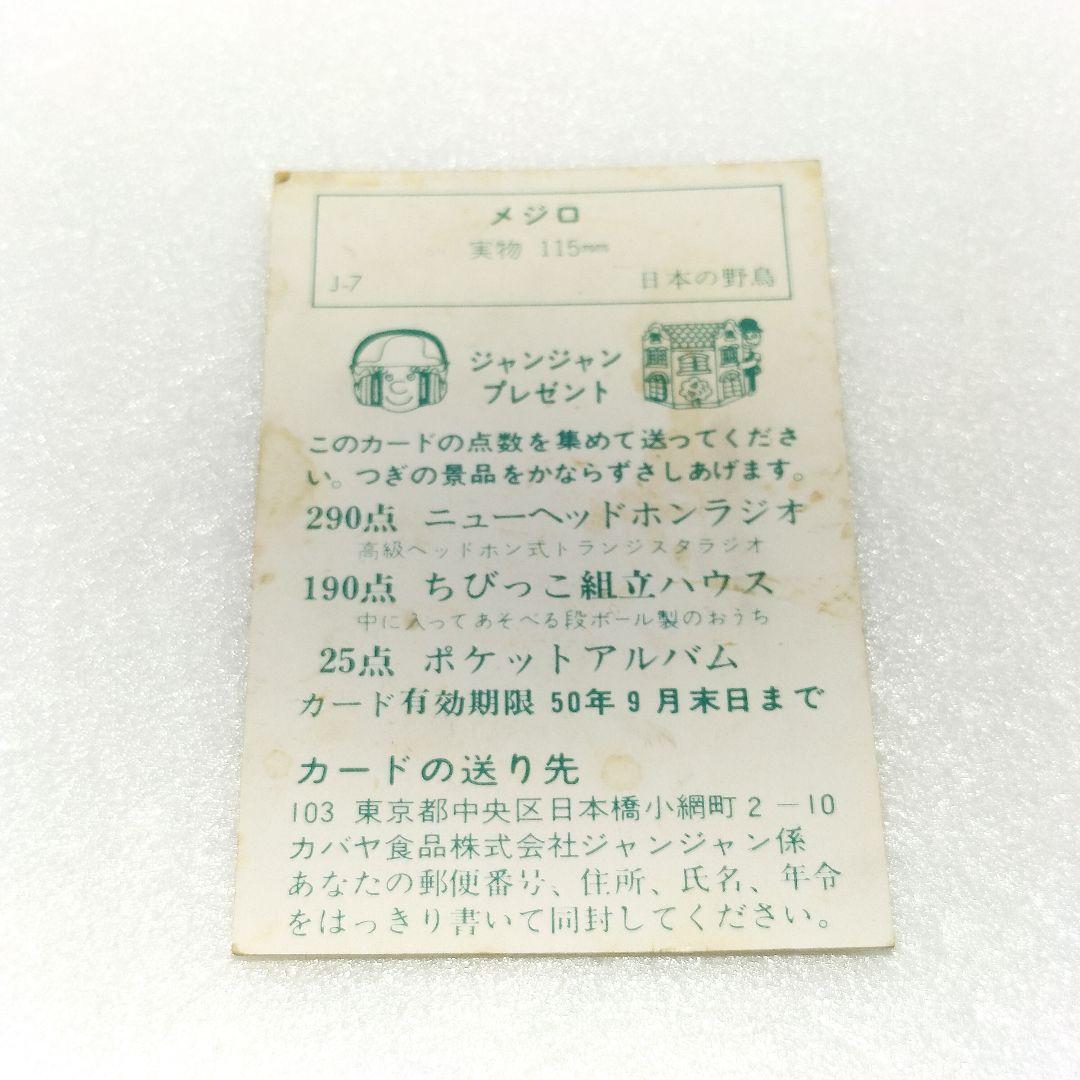 メジロ
実物 115mm
J-7 日本の野鳥
ジャンジャン
プレゼント
このカードの点数を集めて送ってくださ
い。つぎの景品をかならずさしあげます。
290点 ニューヘッドホンラジオ
高級ヘッドホン式トランジスタラジオ
190点 ちびっこ組立ハウス
中に入ってあそべる段ボール製のおうち
25点 ポケットアルバム
カード有効期限 50年9月末日まで
カードの送り先
103 東京都中央区日本橋小網町2-10
カバヤ食品株式会社ジャンジャン係
あなたの郵便番号、住所、氏名、年令
をはっきり書いて同封してください。